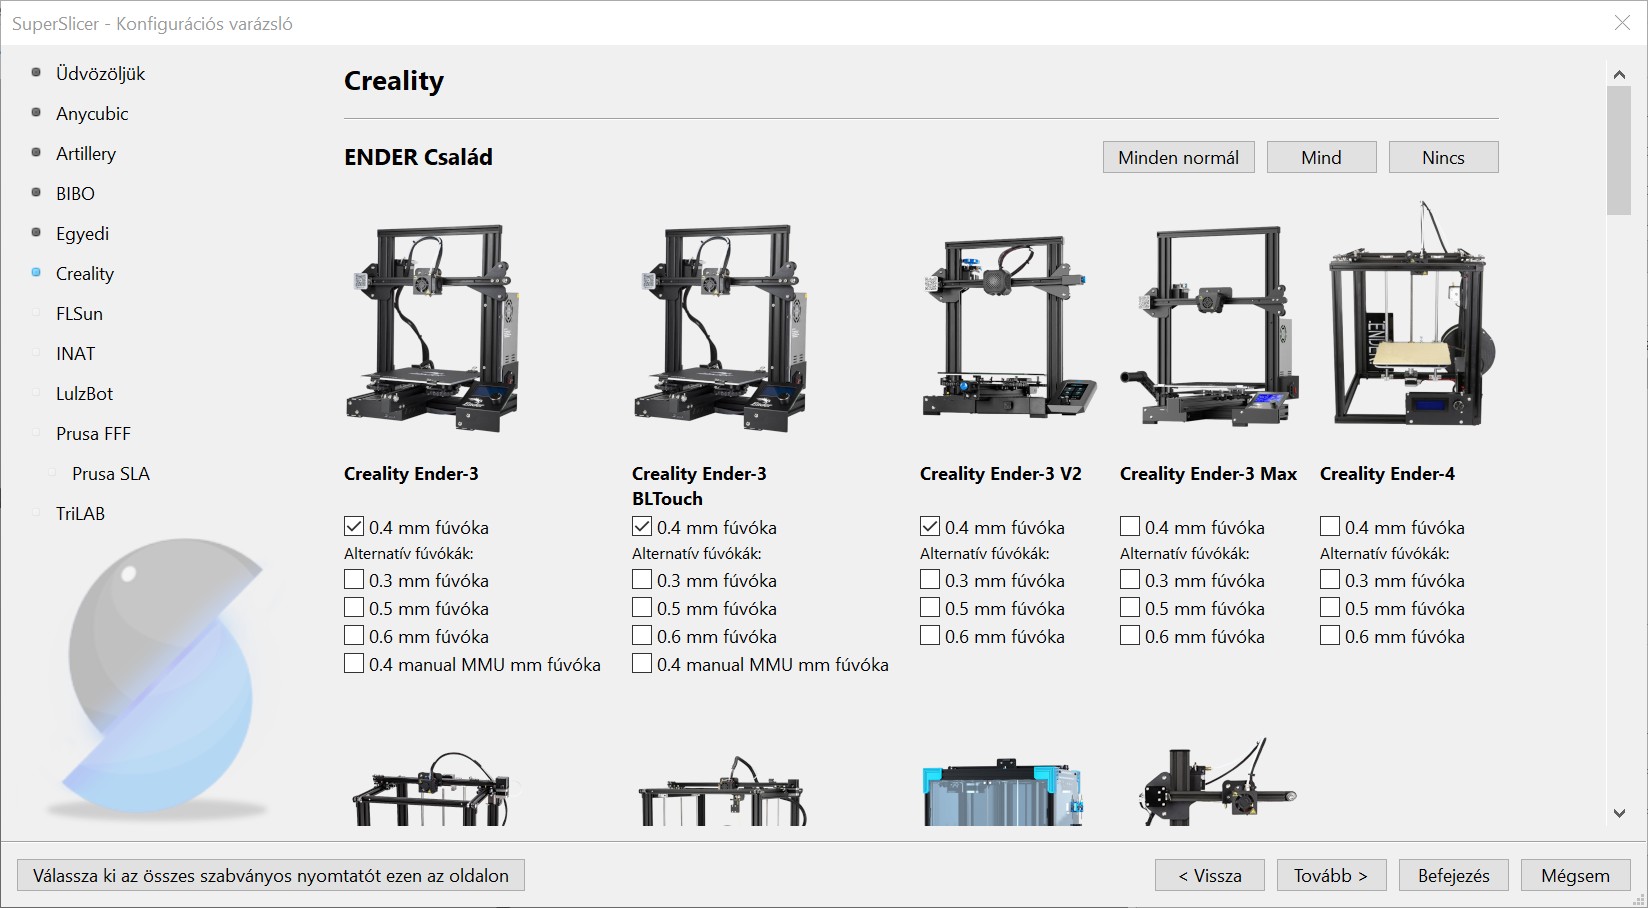 SuperSlicer - Konfigurációs varázsló
Üdvözöljük
Anycubic
Artillery
BIBO
Egyedi
Creality
FLSun
INAT
LulzBot
Prusa FFF
Prusa SLA
TriLAB
Creality
ENDER Család
Minden normál
Mind
Nincs
ENDER
Ender
Ender
Creality Ender-3
0.4 mm fúvóka
Alternatív fúvókák:
0.3 mm fúvóka
0.5 mm fúvóka
0.6 mm fúvóka
0.4 manual MMU mm fúvóka
Creality Ender-3
BLTouch
0.4 mm fúvóka
Alternatív fúvókák:
0.3 mm fúvóka
0.5 mm fúvóka
0.6 mm fúvóka
0.4 manual MMU mm fúvóka
Creality Ender-3 V2
0.4 mm fúvóka
Alternatív fúvókák:
0.3 mm fúvóka
0.5 mm fúvóka
0.6 mm fúvóka
Creality Ender-3 Max
0.4 mm fúvóka
Alternatív fúvókák:
0.3 mm fúvóka
0.5 mm fúvóka
0.6 mm fúvóka
Creality Ender-4
0.4 mm fúvóka
Alternatív fúvókák:
0.3 mm fúvóka
0.5 mm fúvóka
0.6 mm fúvóka
Válassza ki az összes szabványos nyomtatót ezen az oldalon
< Vissza
Tovább >
Befejezés
Mégsem